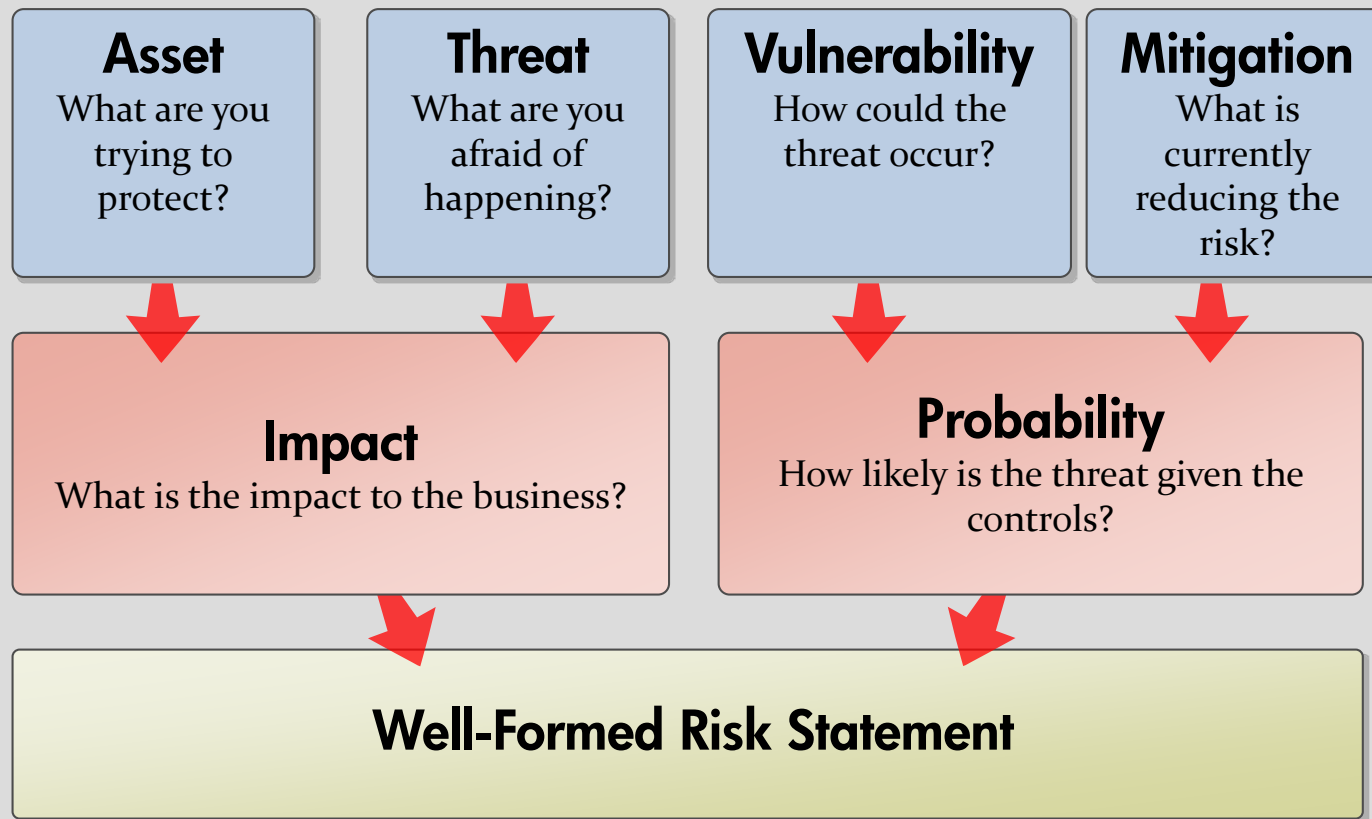 Asset
What are you
trying to
protect?
Threat
What are you
afraid of
happening?
Vulnerability
How could the
threat occur?
Mitigation
What is
currently
reducing the
risk?
Impact
What is the impact to the business?
Probability
How likely is the threat given the
controls?
Well-Formed Risk Statement